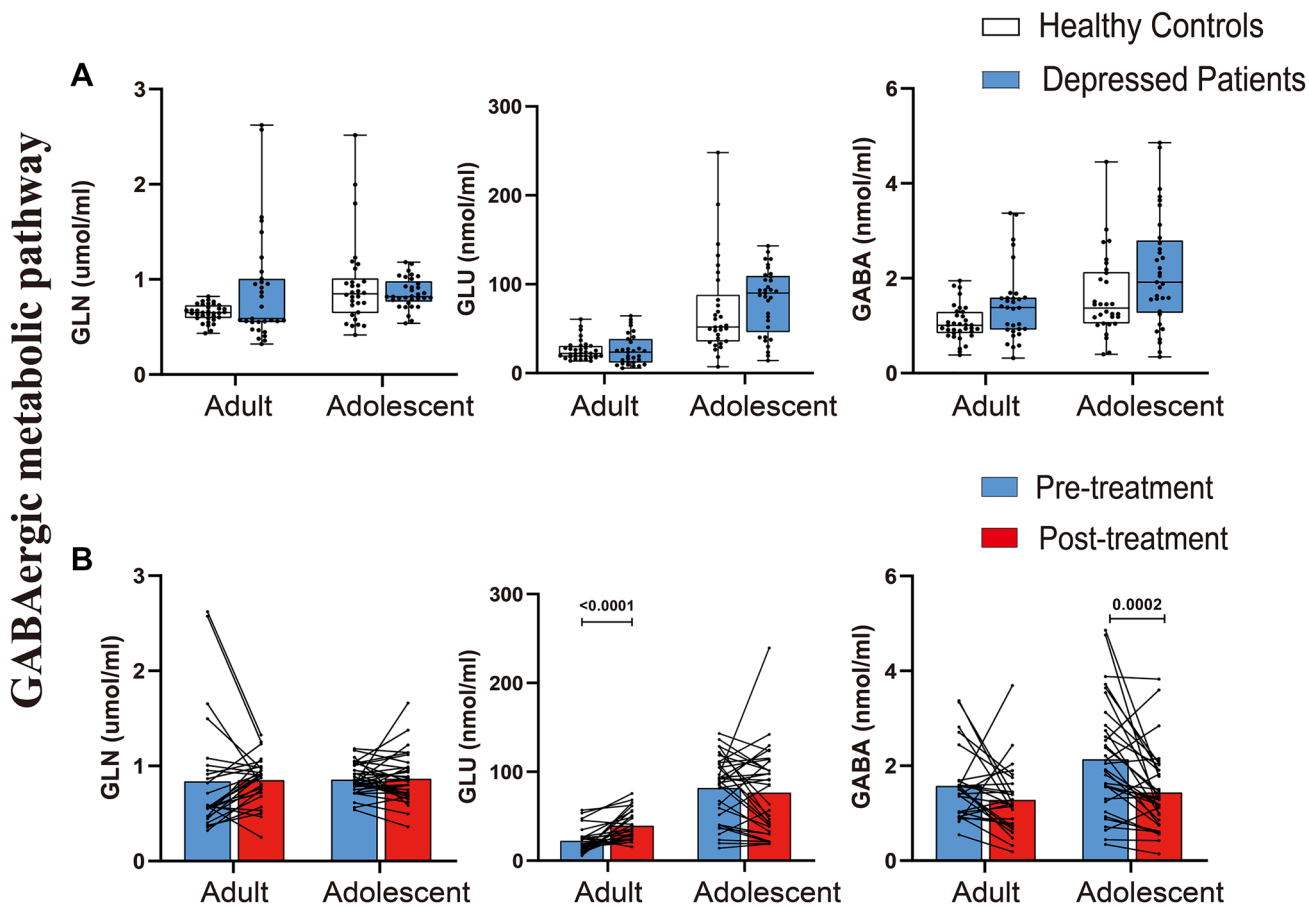 Healthy Controls
Depressed Patients
GABAergic metabolic pathway
A
GLN (umol/ml)
3
2
1
0
Adult
Adolescent
GLU (nmol/ml)
300
200
100
0
Adult
Adolescent
GABA (nmol/ml)
6
4
2
0
Adult
Adolescent
Pre-treatment
Post-treatment
B
GLN (umol/ml)
3
2
1
0
Adult
Adolescent
GLU (nmol/ml)
300
200
100
0
<0.0001
Adult
Adolescent
GABA (nmol/ml)
6
4
2
0
0.0002
Adult
Adolescent